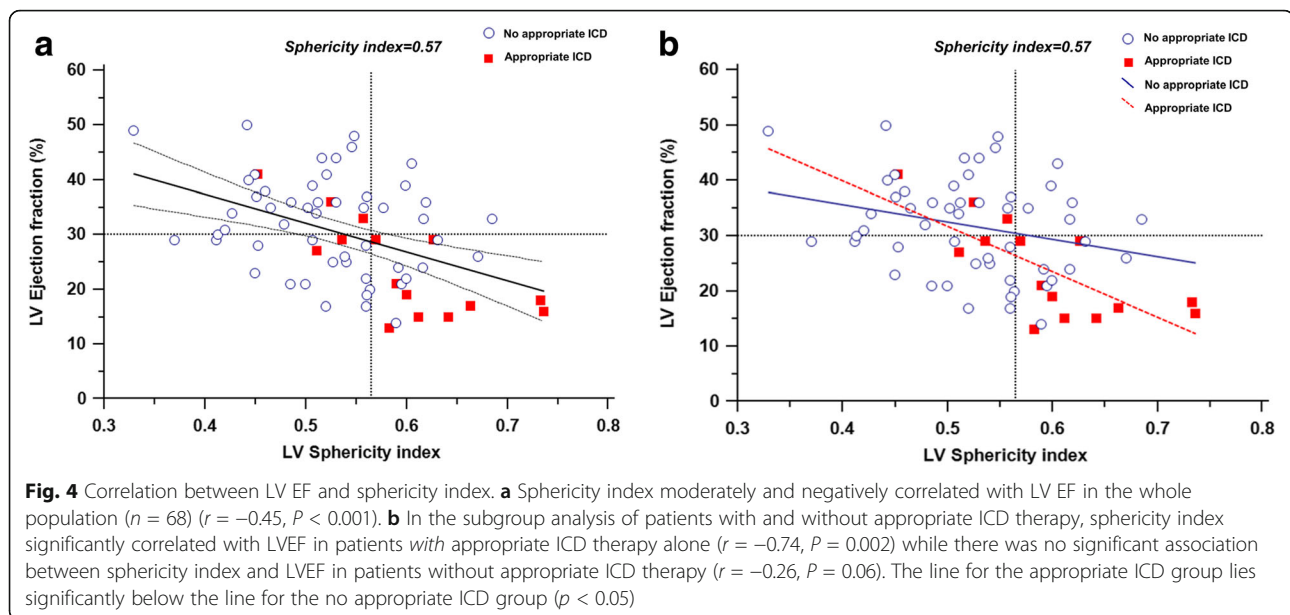 a
Sphericity index=0.57
No appropriate ICD
Appropriate ICD
60
50
40
30
20
10
0
LV Ejection fraction (%)
0.3 0.4 0.5 0.6 0.7 0.8
LV Sphericity index
b
Sphericity index=0.57
No appropriate ICD
Appropriate ICD
No appropriate ICD
Appropriate ICD
60
50
40
30
20
10
0
LV Ejection fraction (%)
0.3 0.4 0.5 0.6 0.7 0.8
LV Sphericity index
Fig. 4 Correlation between LV EF and sphericity index. a Sphericity index moderately and negatively correlated with LV EF in the whole
population (n = 68) (r = −0.45, P < 0.001). b In the subgroup analysis of patients with and without appropriate ICD therapy, sphericity index
significantly correlated with LVEF in patients with appropriate ICD therapy alone (r = −0.74, P = 0.002) while there was no significant association
between sphericity index and LVEF in patients without appropriate ICD therapy (r = −0.26, P = 0.06). The line for the appropriate ICD group lies
significantly below the line for the no appropriate ICD group (p < 0.05)